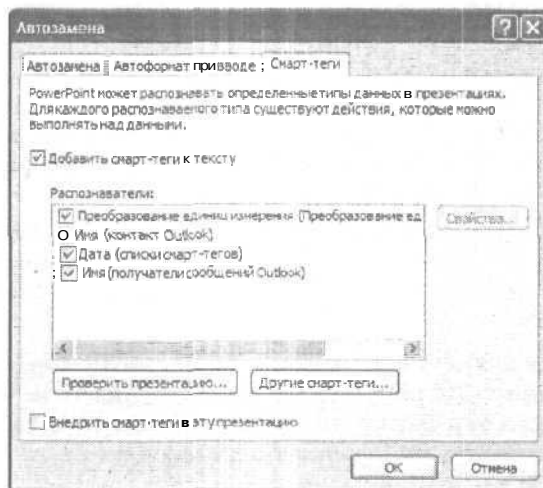 Автозамена
Автозамена Автоформат при вводе ; Смарт-теги
PowerPoint может распознавать определенные типы данных в презентациях.
Для каждого распознаваемого типа существуют действия, которые можно
выполнять над данными.
Добавить смарт-теги к тексту
Распознаватели:
Преобразование единиц измерения (Преобразование ед
О Имя (контакт Outlook)
Дата (списки смарт-тегов)
; Имя (получатели сообщений Outlook)
Свойства...
Проверить презентацию... Другие смарт-теги...
Внедрить смарт-теги в эту презентацию
ОК Отмена